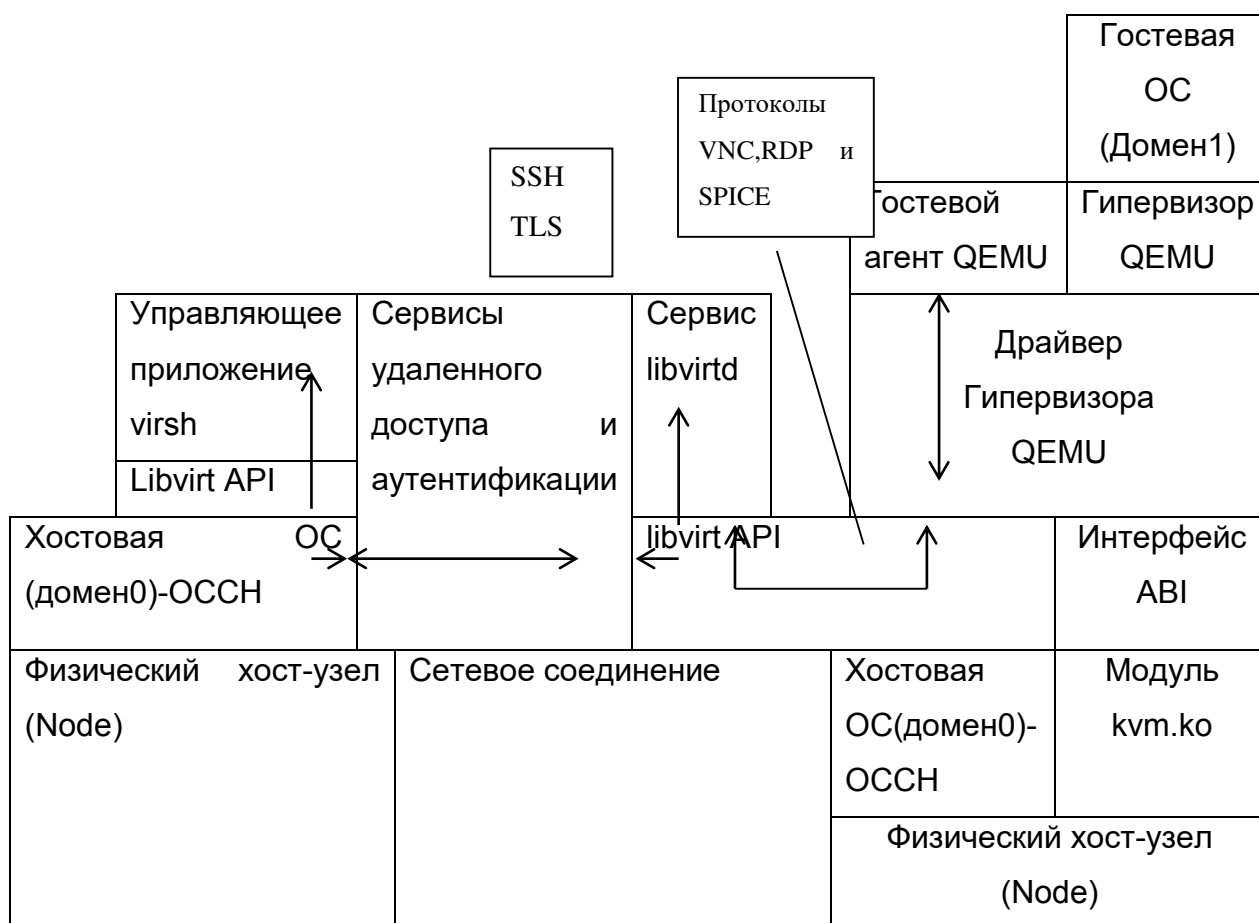 Гостевая
ОС
(Домен1)
Протоколы
VNC,RDP и
SPICE
SSH
TLS
Гостевой
агент QEMU
Гипервизор
QEMU
Управляющее
приложение
virsh
Libvirt API
Сервисы
удаленного
доступа и
аутентификации
Сервис
libvirtd
Драйвер
Гипервизора
QEMU
Хостовая ОС
(домен0)-ОССН
libvirt API
Интерфейс
ABI
Физический хост-узел
(Node)
Сетевое соединение
Хостовая
ОС(домен0)-
ОССН
Модуль
kvm.ko
Физический хост-узел
(Node)